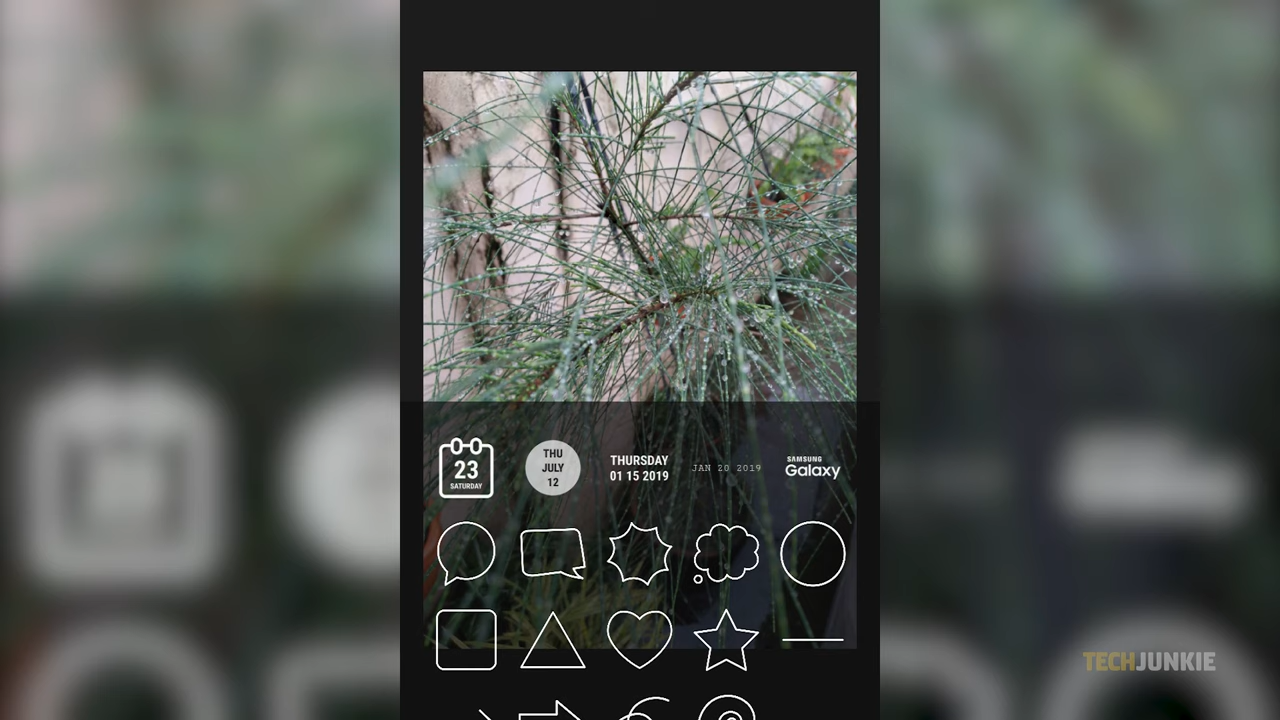 23
SATURDAY
THU
JULY
12
THURSDAY
01 15 2019
JAN 20 2019
SAMSUNG
Galaxy
TECHJUNKIE